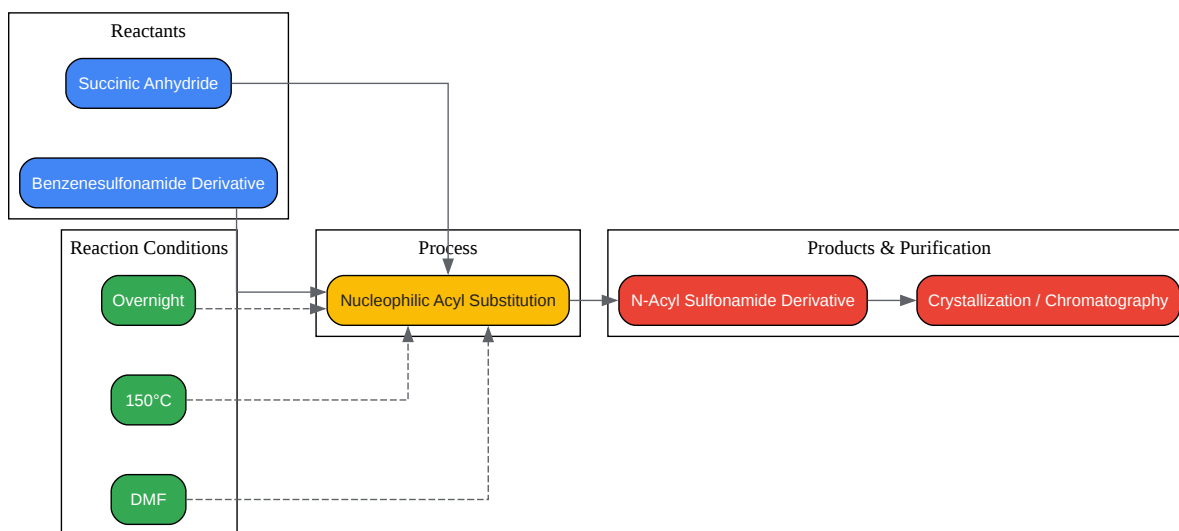 Reactants
Succinic Anhydride
Benzenesulfonamide Derivative
Reaction Conditions
Overnight
150°C
DMF
Process
Nucleophilic Acyl Substitution
Products & Purification
N-Acyl Sulfonamide Derivative
Crystallization / Chromatography